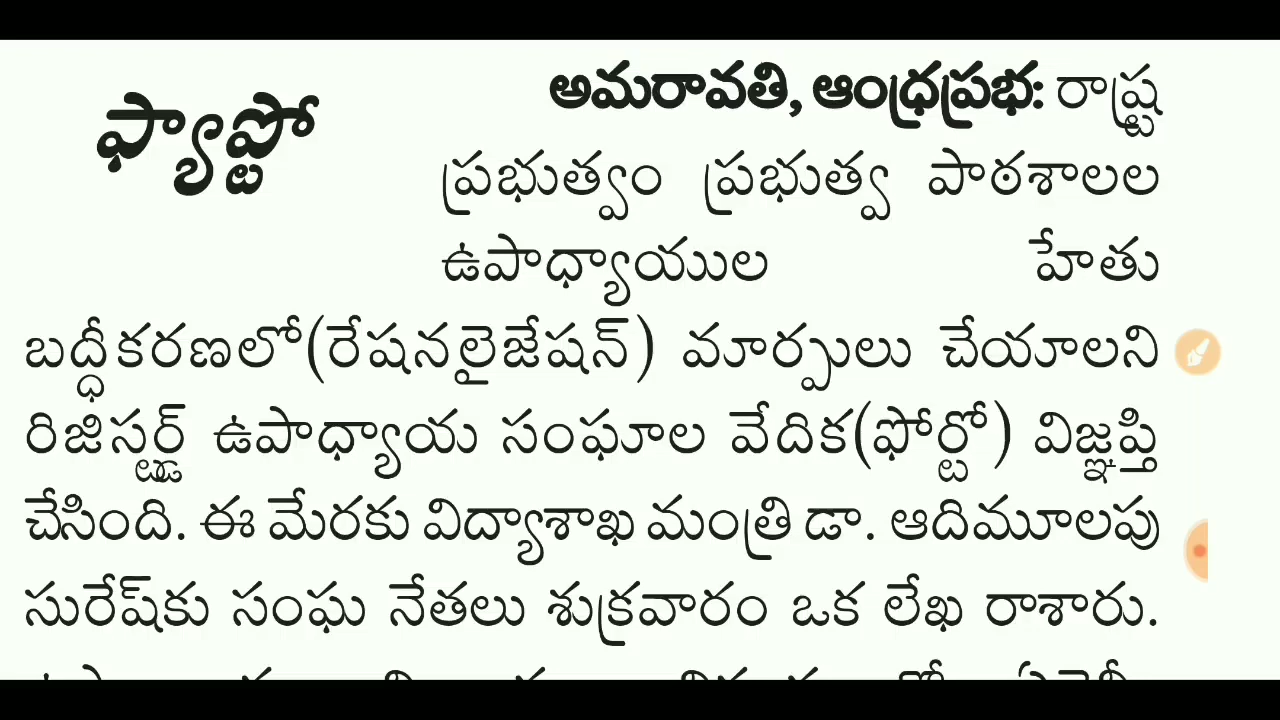 ఫ్యాప్టో
అమరావతి, ఆంధ్రప్రభ: రాష్ట్ర
ప్రభుత్వం ప్రభుత్వ పాఠశాలల
ఉపాధ్యాయుల హేతు
బద్ధీకరణలో(రేషనలైజేషన్) మార్పులు చేయాలని
రిజిస్టర్డ్ ఉపాధ్యాయ సంఘాల వేదిక(ఫోర్టో) విజ్ఞప్తి
చేసింది. ఈ మేరకు విద్యాశాఖ మంత్రి డా. ఆదిమూలపు
సురేష్‌కు సంఘ నేతలు శుక్రవారం ఒక లేఖ రాశారు.